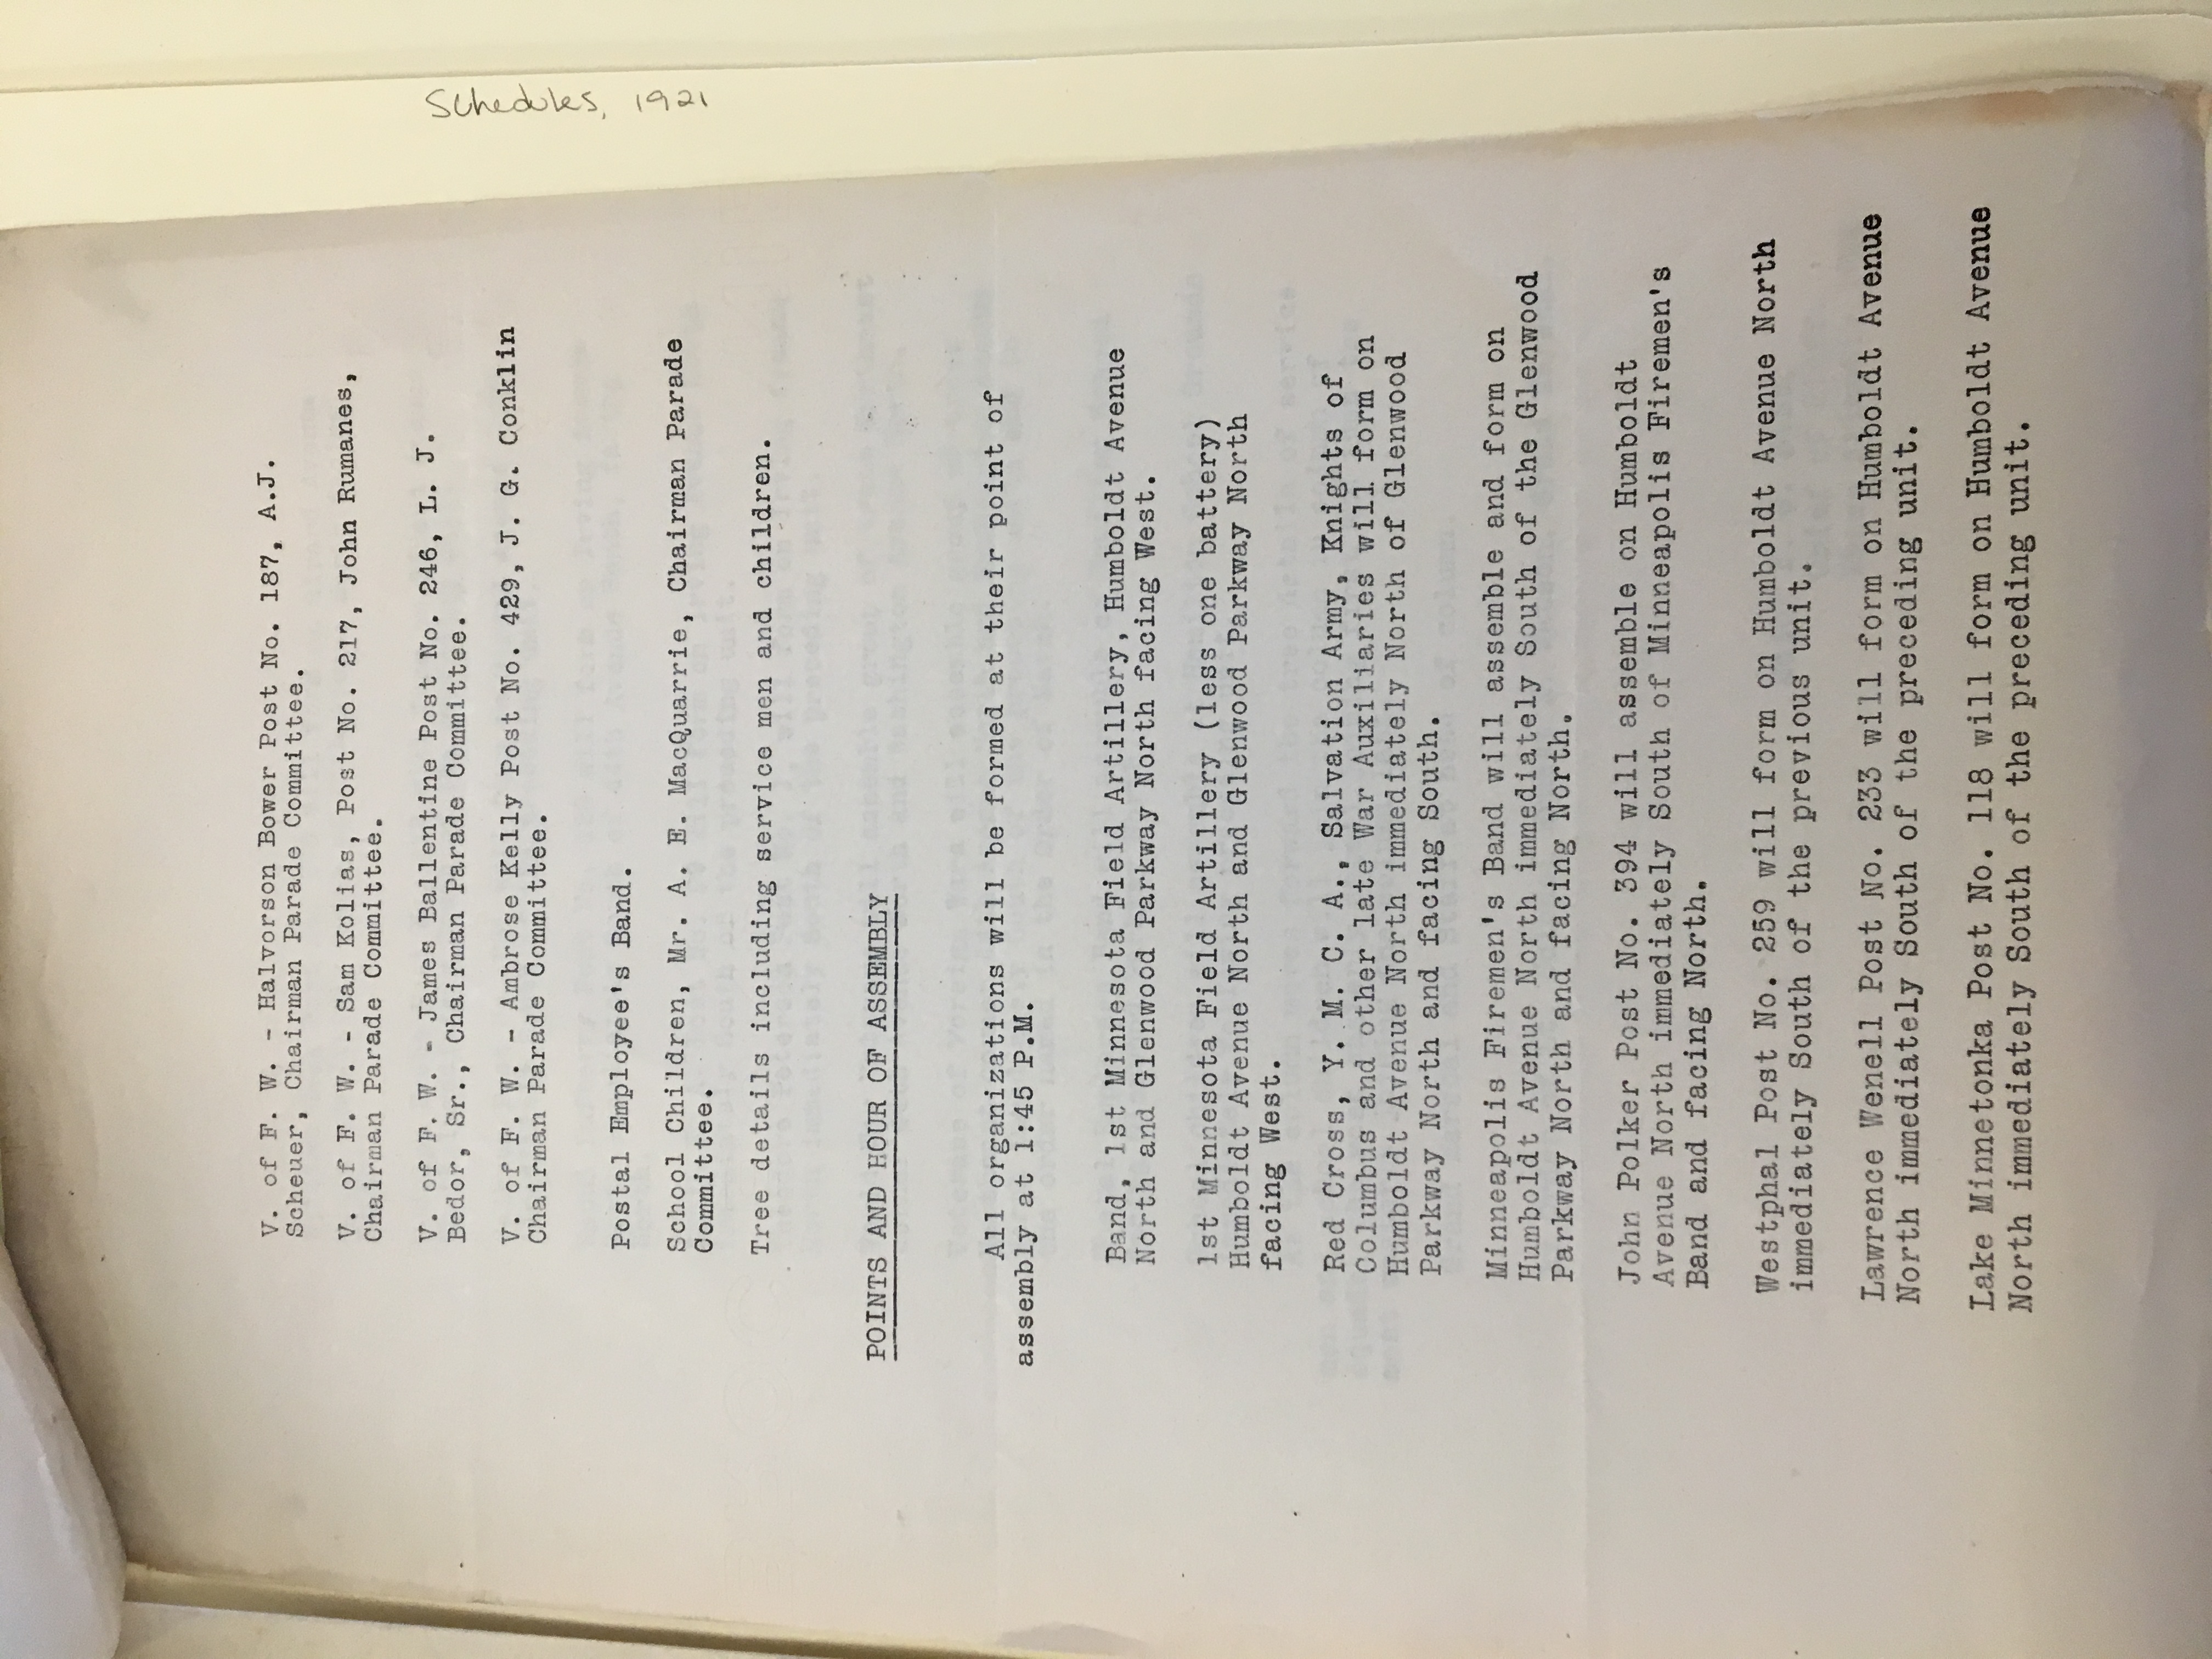 V. of F. W. - Halvorson Bower Post No. 187, A.J.
Scheuer, Chairman Parade Committee.
V. of F. W. - Sam Kolias, Post No. 217, John Rumanes,
Chairman Parade Committee.
V. of F. W. - James Ballentine Post No. 246, L. J.
Bedor, Sr., Chairman Parade Committee.
V. of F. W. - Ambrose Kelly Post No. 429, J. G. Conklin
Chairman Parade Committee.
Postal Employee's Band.
School Children, Mr. A. E. MacQuarrie, Chairman Parade
Committee.
Tree details including service men and children.
POINTS AND HOUR OF ASSEMBLY
All organizations will be formed at their point of
assembly at 1:45 P.M.
Band, 1st Minnesota Field Artillery, Humboldt Avenue
North and Glenwood Parkway North facing West.
1st Minnesota Field Artillery (less one battery)
Humboldt Avenue North and Glenwood Parkway North
facing West.
Red Cross, Y. M. C. A., Salvation Army, Knights of
Columbus and other late War Auxiliaries will form on
Humboldt Avenue North immediately North of Glenwood
Parkway North and facing South.
Minneapolis Firemen's Band will assemble and form on
Humboldt Avenue North immediately South of the Glenwood
Parkway North and facing North.
John Polker Post No. 394 will assemble on Humboldt
Avenue North immediately South of Minneapolis Firemen's
Band and facing North.
Westphal Post No. 259 will form on Humboldt Avenue North
immediately South of the previous unit.
Lawrence Wenell Post No. 233 will form on Humboldt Avenue
North immediately South of the preceding unit.
Lake Minnetonka Post No. 118 will form on Humboldt Avenue
North immediately South of the preceding unit.
Schedules, 1921